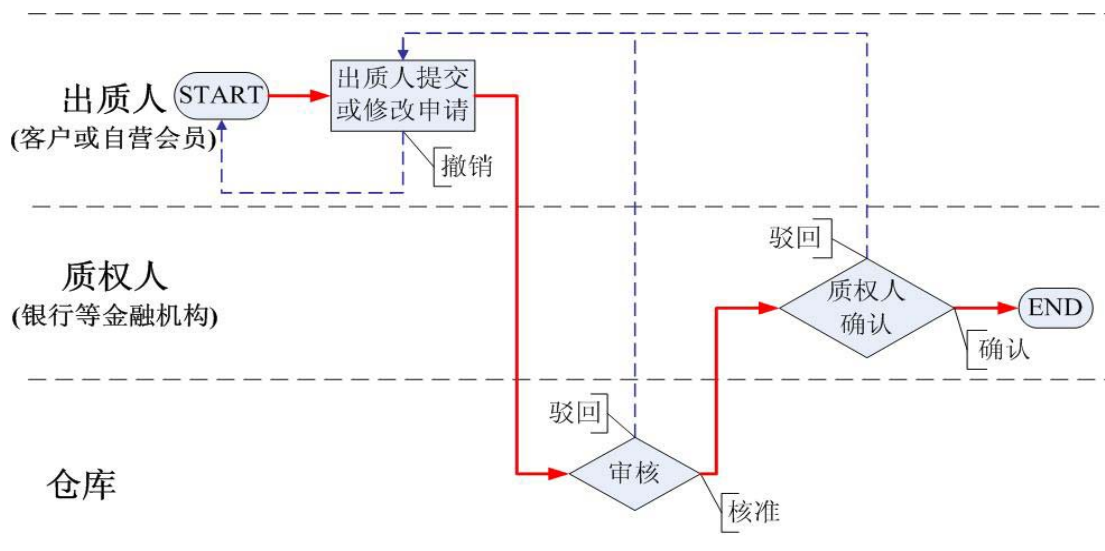 出质人
(客户或自营会员)
START
出质人提交
或修改申请
撤销
质权人
(银行等金融机构)
驳回
质权人
确认
END
确认
仓库
驳回
审核
核准